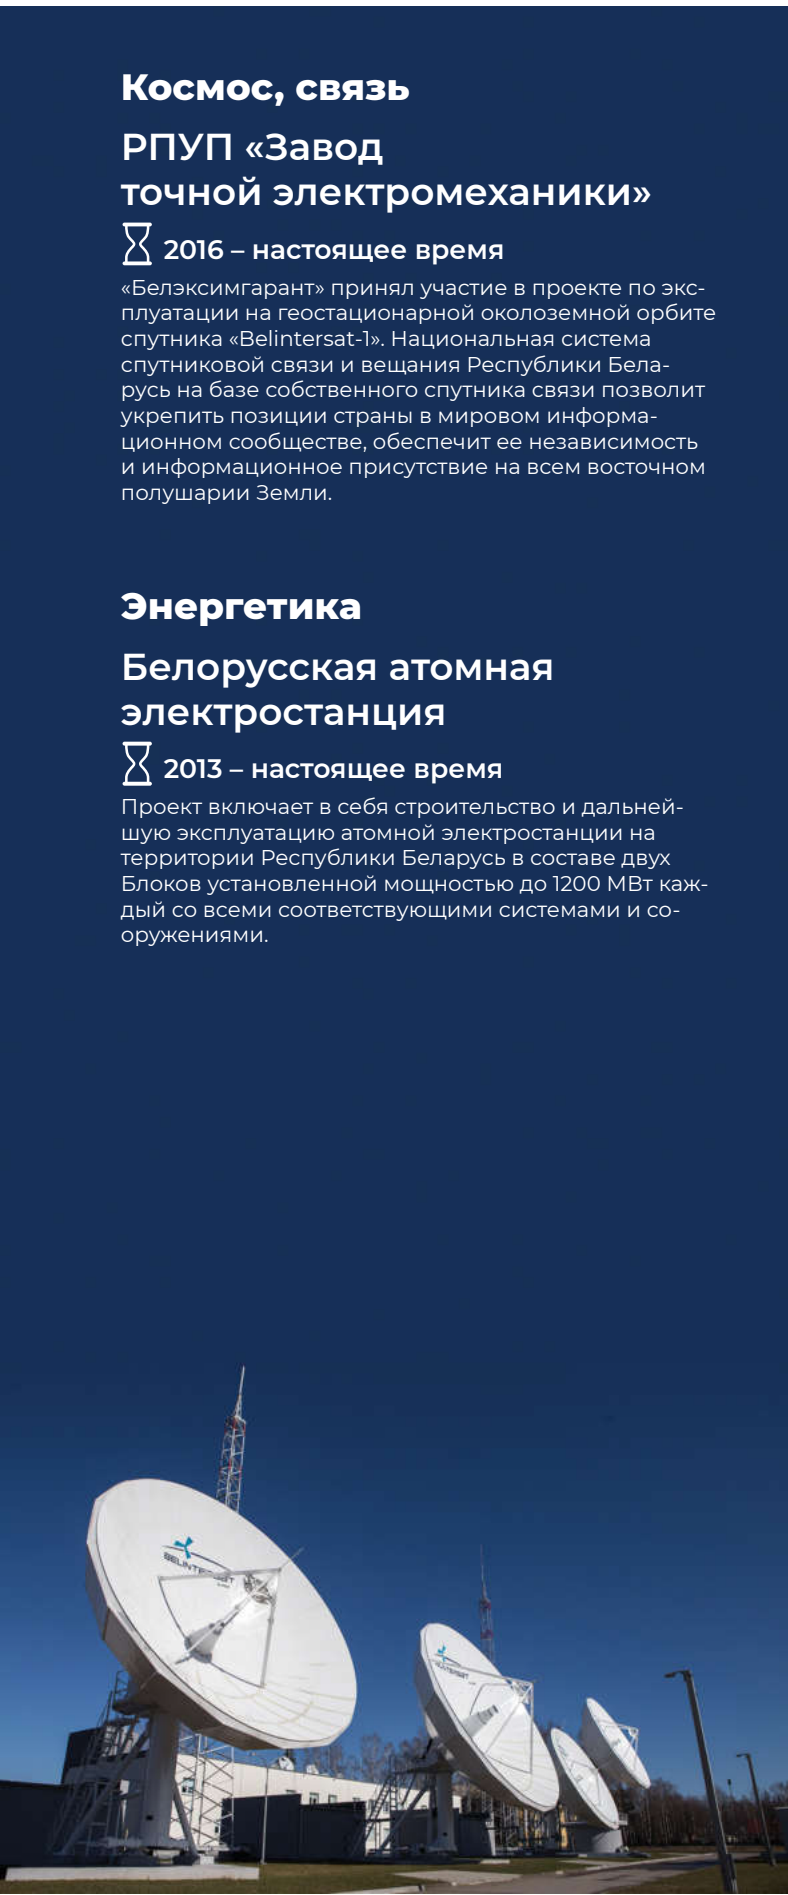 Космос, связь
РПУП «Завод
точной электромеханики»
2016 – настоящее время
«Белэксимгарант» принял участие в проекте по экс-
плуатации на геостационарной околоземной орбите
спутника «Belintersat-1». Национальная система
спутниковой связи и вещания Республики Бела-
русь на базе собственного спутника связи позволит
укрепить позиции страны в мировом информа-
ционном сообществе, обеспечит ее независимость
и информационное присутствие на всем восточном
полушарии Земли.
Энергетика
Белорусская атомная
электростанция
2013 – настоящее время
Проект включает в себя строительство и дальней-
шую эксплуатацию атомной электростанции на
территории Республики Беларусь в составе двух
Блоков установленной мощностью до 1200 МВт каж-
дый со всеми соответствующими системами и со-
оружениями.
BELINTERSAT
BELINTERSAT